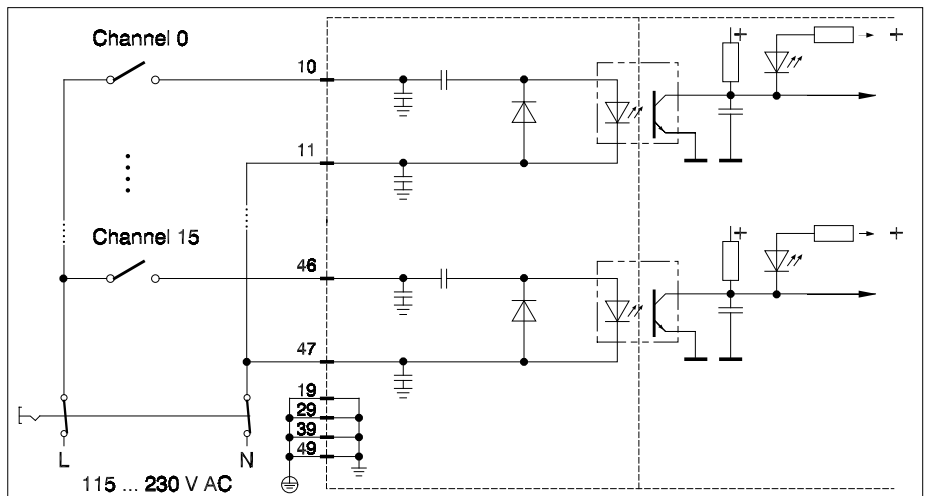 Channel 0
10
+
+
11
Channel 15
46
+
+
47
19
29
39
49
L
N
115 ... 230 V AC